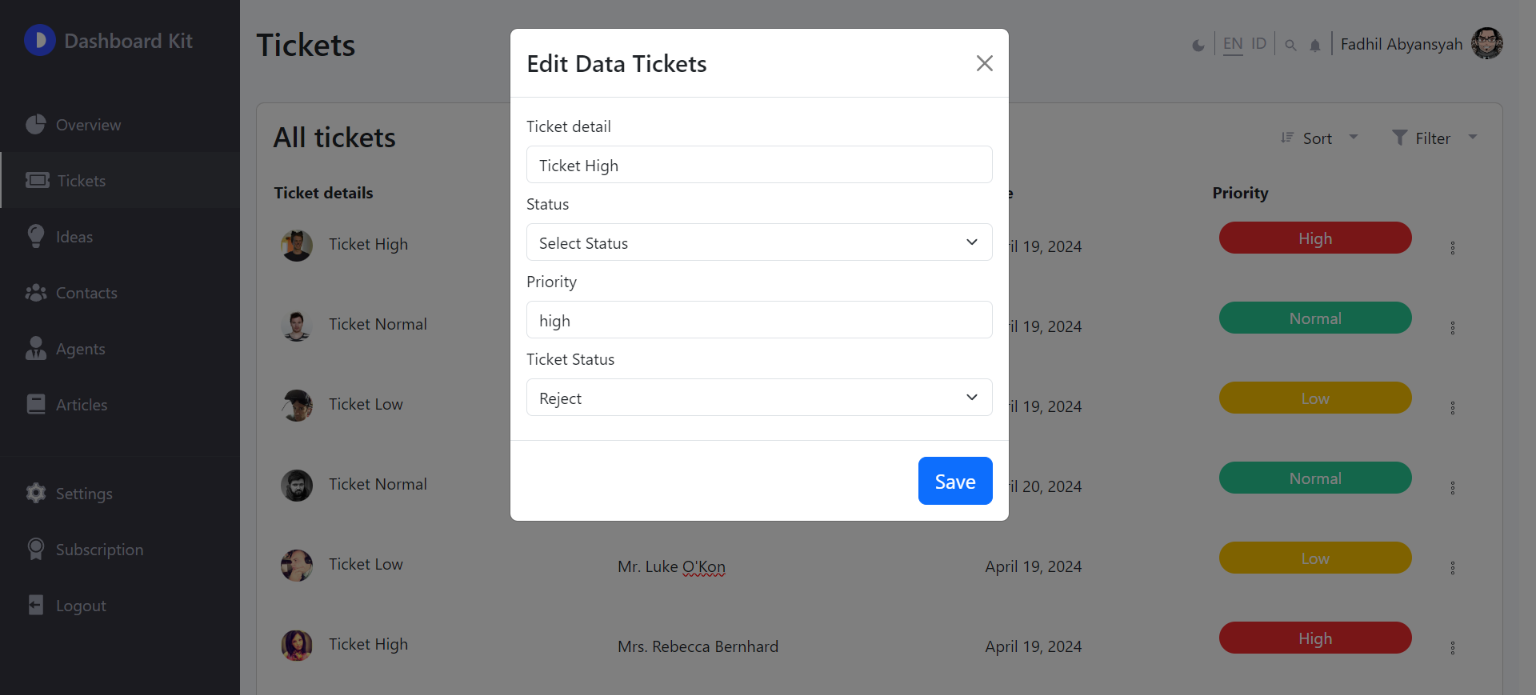 Dashboard Kit
Overview
Tickets
Ideas
Contacts
Agents
Articles
Settings
Subscription
Logout
Tickets
EN ID
Fadhil Abyansyah
All tickets
Sort
Filter
Ticket details
Priority
Ticket High
19, 2024
High
Ticket Normal
19, 2024
Normal
Ticket Low
19, 2024
Low
Ticket Normal
20, 2024
Normal
Ticket Low
Mr. Luke O'Kon
April 19, 2024
Low
Ticket High
Mrs. Rebecca Bernhard
April 19, 2024
High
Edit Data Tickets
Ticket detail
Ticket High
Status
Select Status
Priority
high
Ticket Status
Reject
Save